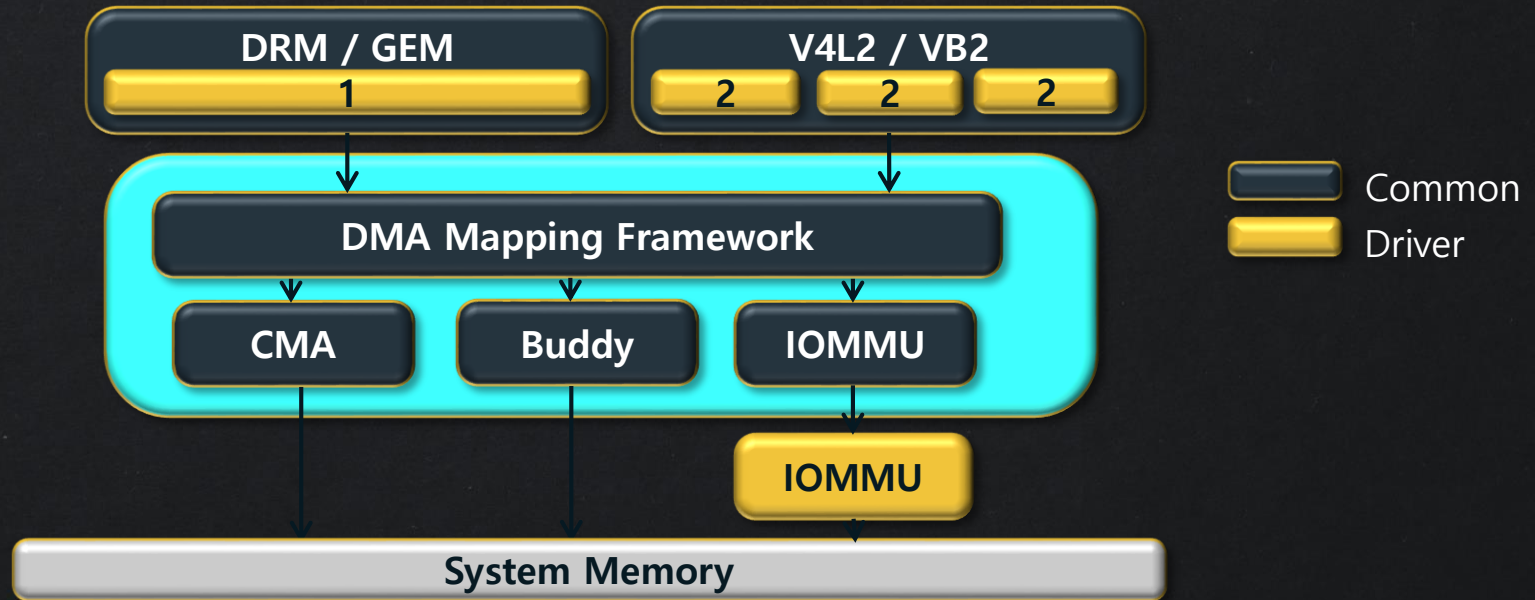 DRM / GEM
1
V4L2 / VB2
2
2
2
DMA Mapping Framework
CMA
Buddy
IOMMU
IOMMU
System Memory
Common
Driver